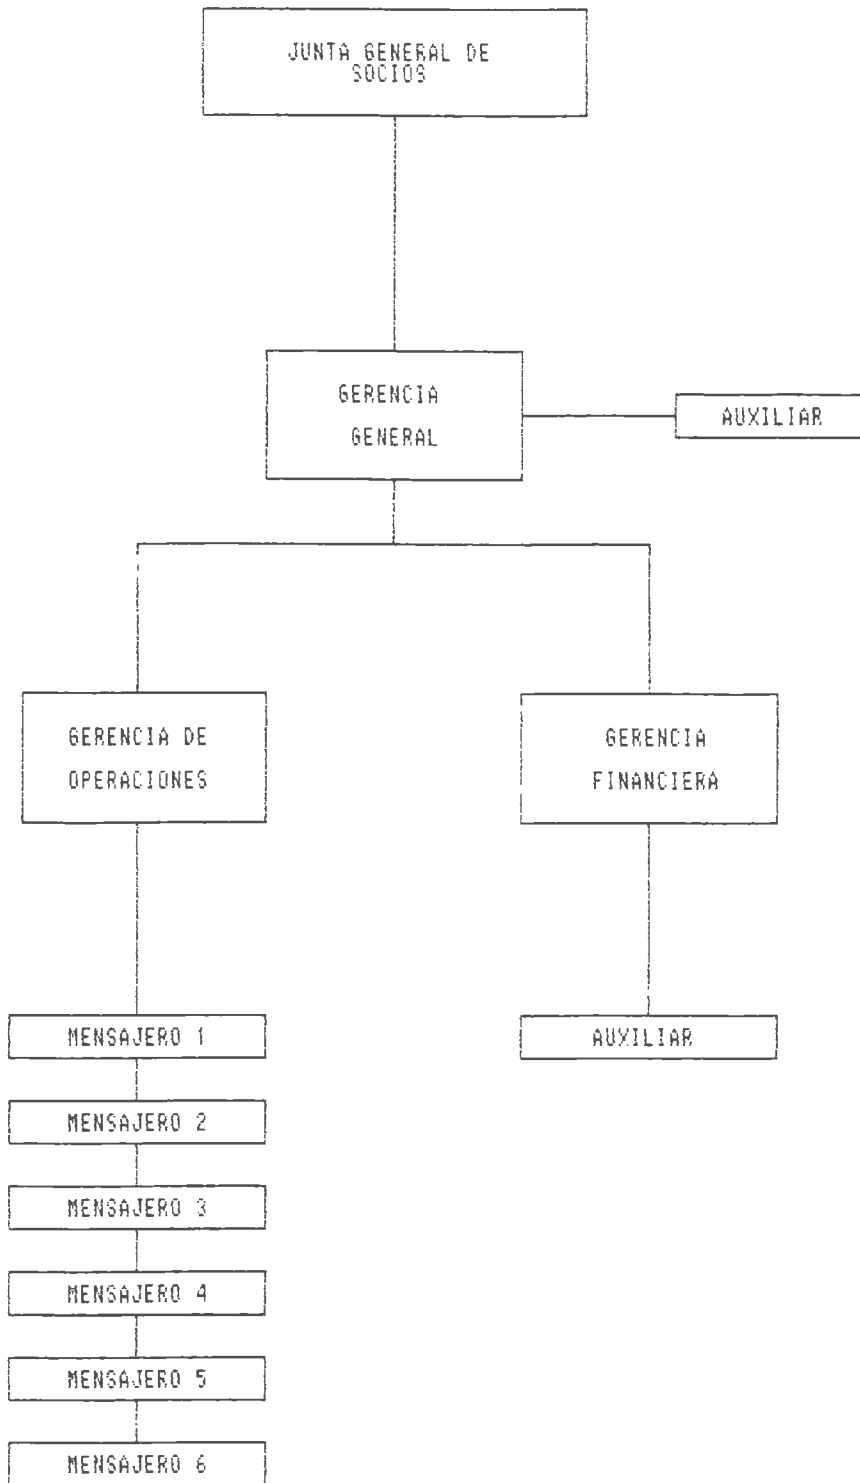 JUNTA GENERAL DE
SOCIOS
GERENCIA
GENERAL
AUXILIAR
GERENCIA DE
OPERACIONES
GERENCIA
FINANCIERA
MENSAJERO 1
AUXILIAR
MENSAJERO 2
MENSAJERO 3
MENSAJERO 4
MENSAJERO 5
MENSAJERO 6